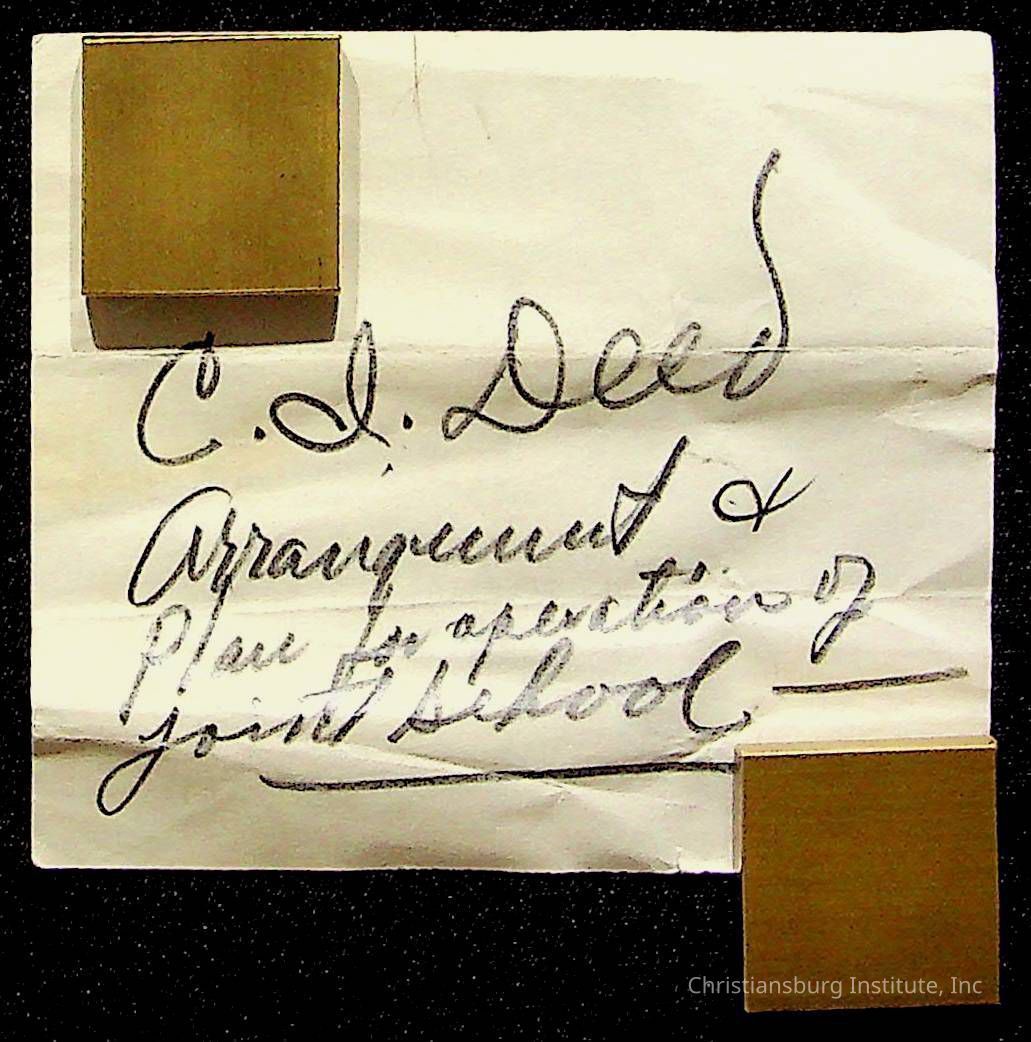 C. I. Deed
Arrangement &
Plan for operation of
joint School —
Christiansburg Institute, Inc